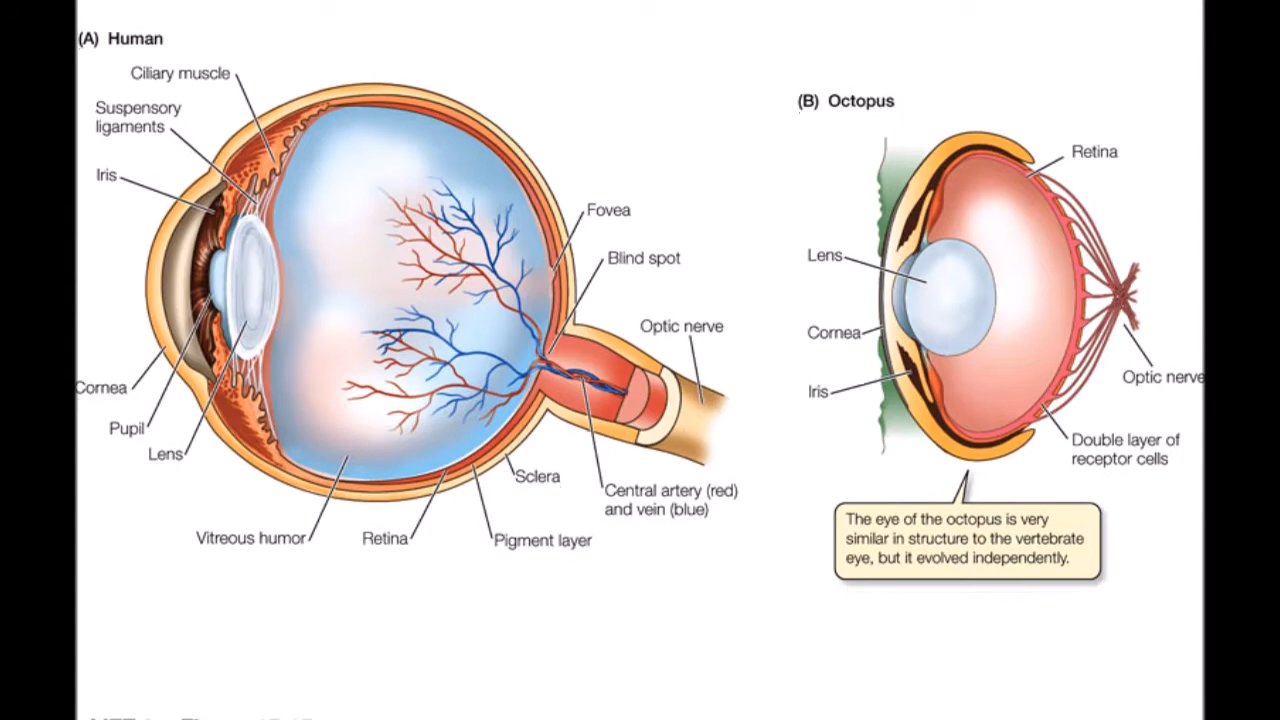 (A) Human
Ciliary muscle
Suspensory
ligaments
Iris
Cornea
Pupil
Lens
Vitreous humor
Retina
Pigment layer
Sclera
Central artery (red)
and vein (blue)
Optic nerve
Blind spot
Fovea
(B) Octopus
Retina
Lens
Cornea
Iris
Optic nerve
Double layer of
receptor cells
The eye of the octopus is very
similar in structure to the vertebrate
eye, but it evolved independently.